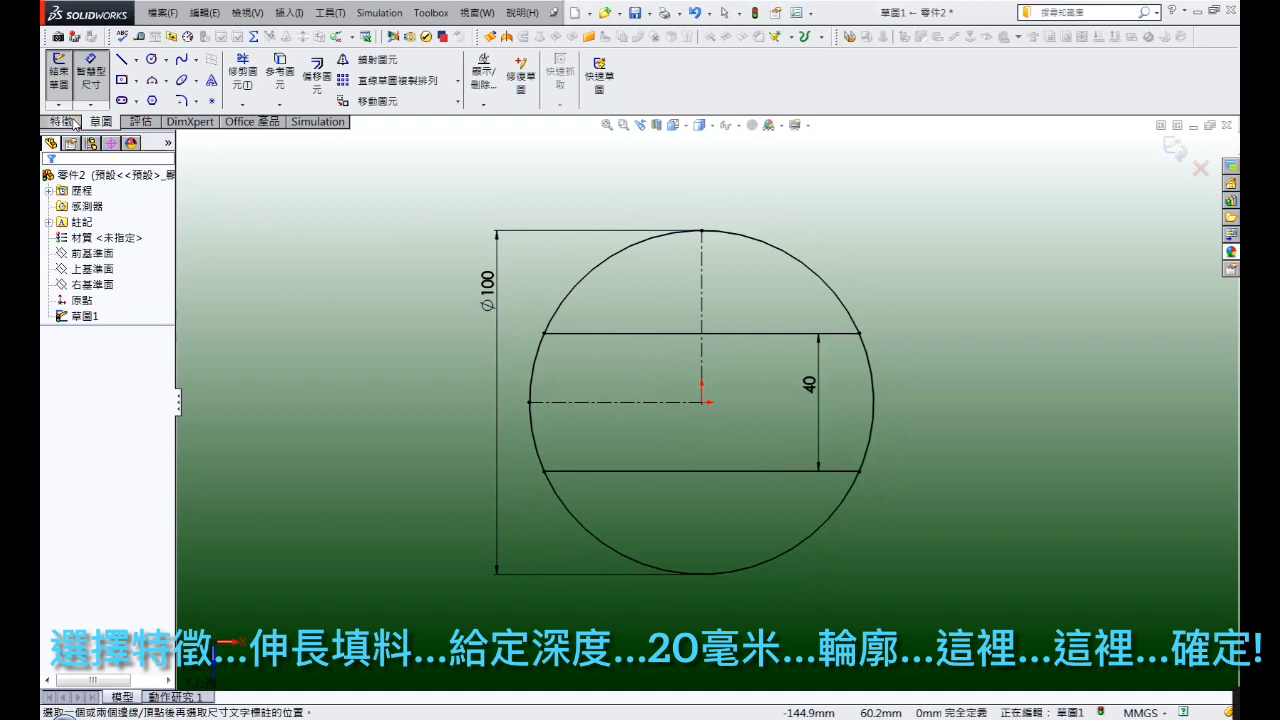 SOLIDWORKS 檔案(F) 編輯(E) 檢視(V) 插入(I) 工具(T) Simulation Toolbox 視窗(W) 說明(H) 草圖1 ← 零件2 * 搜尋知識庫
結束草圖 智慧型尺寸 修剪圖元(I) 參考圖元 偏移圖元 鏡射圖元 直線草圖複製排列 移動圖元 顯示/刪除... 修復草圖 快速抓取 快速草圖
特徵 草圖 評估 DimXpert Office 產品 Simulation
零件2 (預設<<預設>_顯
歷程
感測器
註記
材質 <未指定>
前基準面
上基準面
右基準面
原點
草圖1
∅100
40
選擇特徵...伸長填料...給定深度...20毫米...輪廓...這裡...這裡...確定!
模型 動作研究 1
選取一個或兩個邊線/頂點後再選取尺寸文字標註的位置。 -144.9mm 60.2mm 0mm 完全定義 正在編輯: 草圖1 MMGS